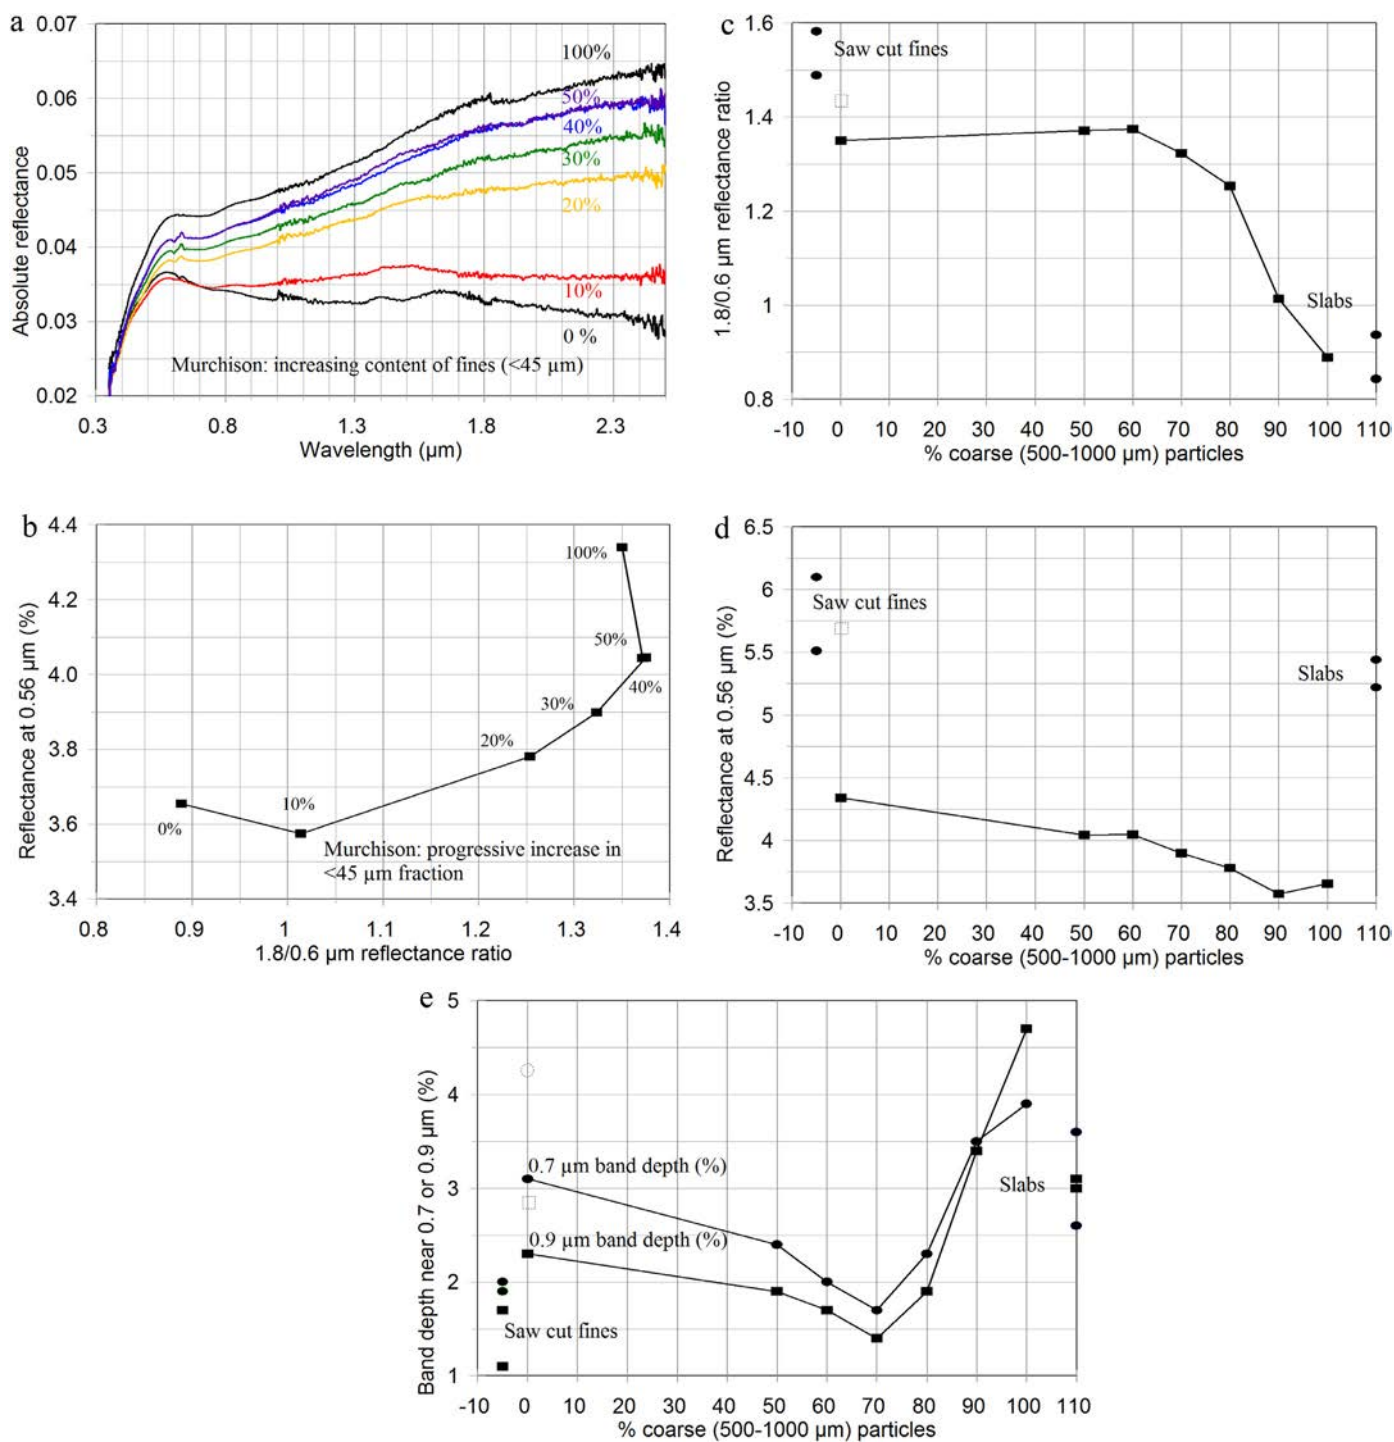 a
0.07
0.06
0.05
0.04
0.03
0.02
Absolute reflectance
100%
50%
40%
30%
20%
10%
0 %
Murchison: increasing content of fines (<45 µm)
0.3 0.8 1.3 1.8 2.3
Wavelength (µm)
c
1.6
1.4
1.2
1
0.8
1.8/0.6 µm reflectance ratio
Saw cut fines
Slabs
-10 0 10 20 30 40 50 60 70 80 90 100 110
% coarse (500-1000 µm) particles
b
4.4
4.2
4.0
3.8
3.6
3.4
Reflectance at 0.56 µm (%)
100%
50%
40%
30%
20%
10%
0%
Murchison: progressive increase in
<45 µm fraction
0.8 0.9 1 1.1 1.2 1.3 1.4
1.8/0.6 µm reflectance ratio
d
6.5
6
5.5
5
4.5
4
3.5
Reflectance at 0.56 µm (%)
Saw cut fines
Slabs
-10 0 10 20 30 40 50 60 70 80 90 100 110
% coarse (500-1000 µm) particles
e
5
4
3
2
1
Band depth near 0.7 or 0.9 µm (%)
0.7 µm band depth (%)
Slabs
0.9 µm band depth (%)
Saw cut fines
-10 0 10 20 30 40 50 60 70 80 90 100 110
% coarse (500-1000 µm) particles